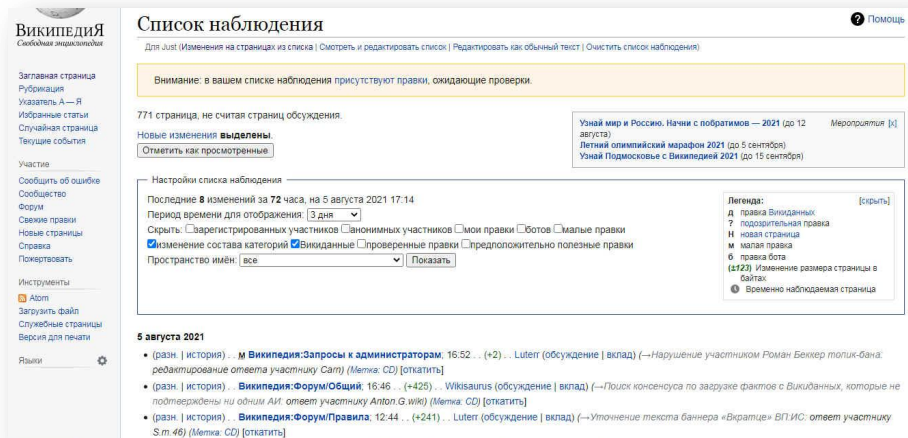 ВИКИПЕДИЯ
Свободная энциклопедия
Заглавная страница
Рубрикация
Указатель А — Я
Избранные статьи
Случайная страница
Текущие события
Участие
Сообщить об ошибке
Сообщество
Форум
Свежие правки
Новые страницы
Справка
Пожертвовать
Инструменты
Atom
Загрузить файл
Служебные страницы
Версия для печати
Языки
Список наблюдения
Помощь
Для Just (Изменения на страницах из списка | Смотреть и редактировать список | Редактировать как обычный текст | Очистить список наблюдения)
Внимание: в вашем списке наблюдения присутствуют правки, ожидающие проверки.
771 страница, не считая страниц обсуждения.
Новые изменения выделены.
Отметить как просмотренные
Узнай мир и Россию. Начни с побратимов — 2021 (до 12
августа)
Летний олимпийский марафон 2021 (до 5 сентября)
Узнай Подмосковье с Википедией 2021 (до 15 сентября)
Мероприятия [x]
Настройки списка наблюдения
Последние 8 изменений за 72 часа, на 5 августа 2021 17:14
Период времени для отображения: 3 дня
Скрыть: зарегистрированных участников анонимных участников мои правки ботов малые правки
изменение состава категорий Викиданные проверенные правки предположительно полезные правки
Пространство имён: все Показать
Легенда: [скрыть]
д правка Викиданных
? подозрительная правка
Н новая страница
м малая правка
б правка бота
(±123) Изменение размера страницы в
байтах
Временно наблюдаемая страница
5 августа 2021
• (разн. | история) . . м Википедия:Запросы к администраторам; 16:52 . . (+2) . . Luterr (обсуждение | вклад) (→Нарушение участником Роман Беккер топик-бана:
редактирование ответа участнику Cam) (Метка: CD) [откатить]
• (разн. | история) . . Википедия:Форум/Общий; 16:46 . . (+425) . . Wikisaurus (обсуждение | вклад) (→Поиск консенсуса по загрузке фактов с Викиданных, которые не
подтверждены ни одним АИ: ответ участнику Anton.G.wiki) (Метка: CD) [откатить]
• (разн. | история) . . Википедия:Форум/Правила; 12:44 . . (+241) . . Luterr (обсуждение | вклад) (→Уточнение текста баннера «Вкратце» ВП:ИС: ответ участнику
S.m.46) (Метка: CD) [откатить]